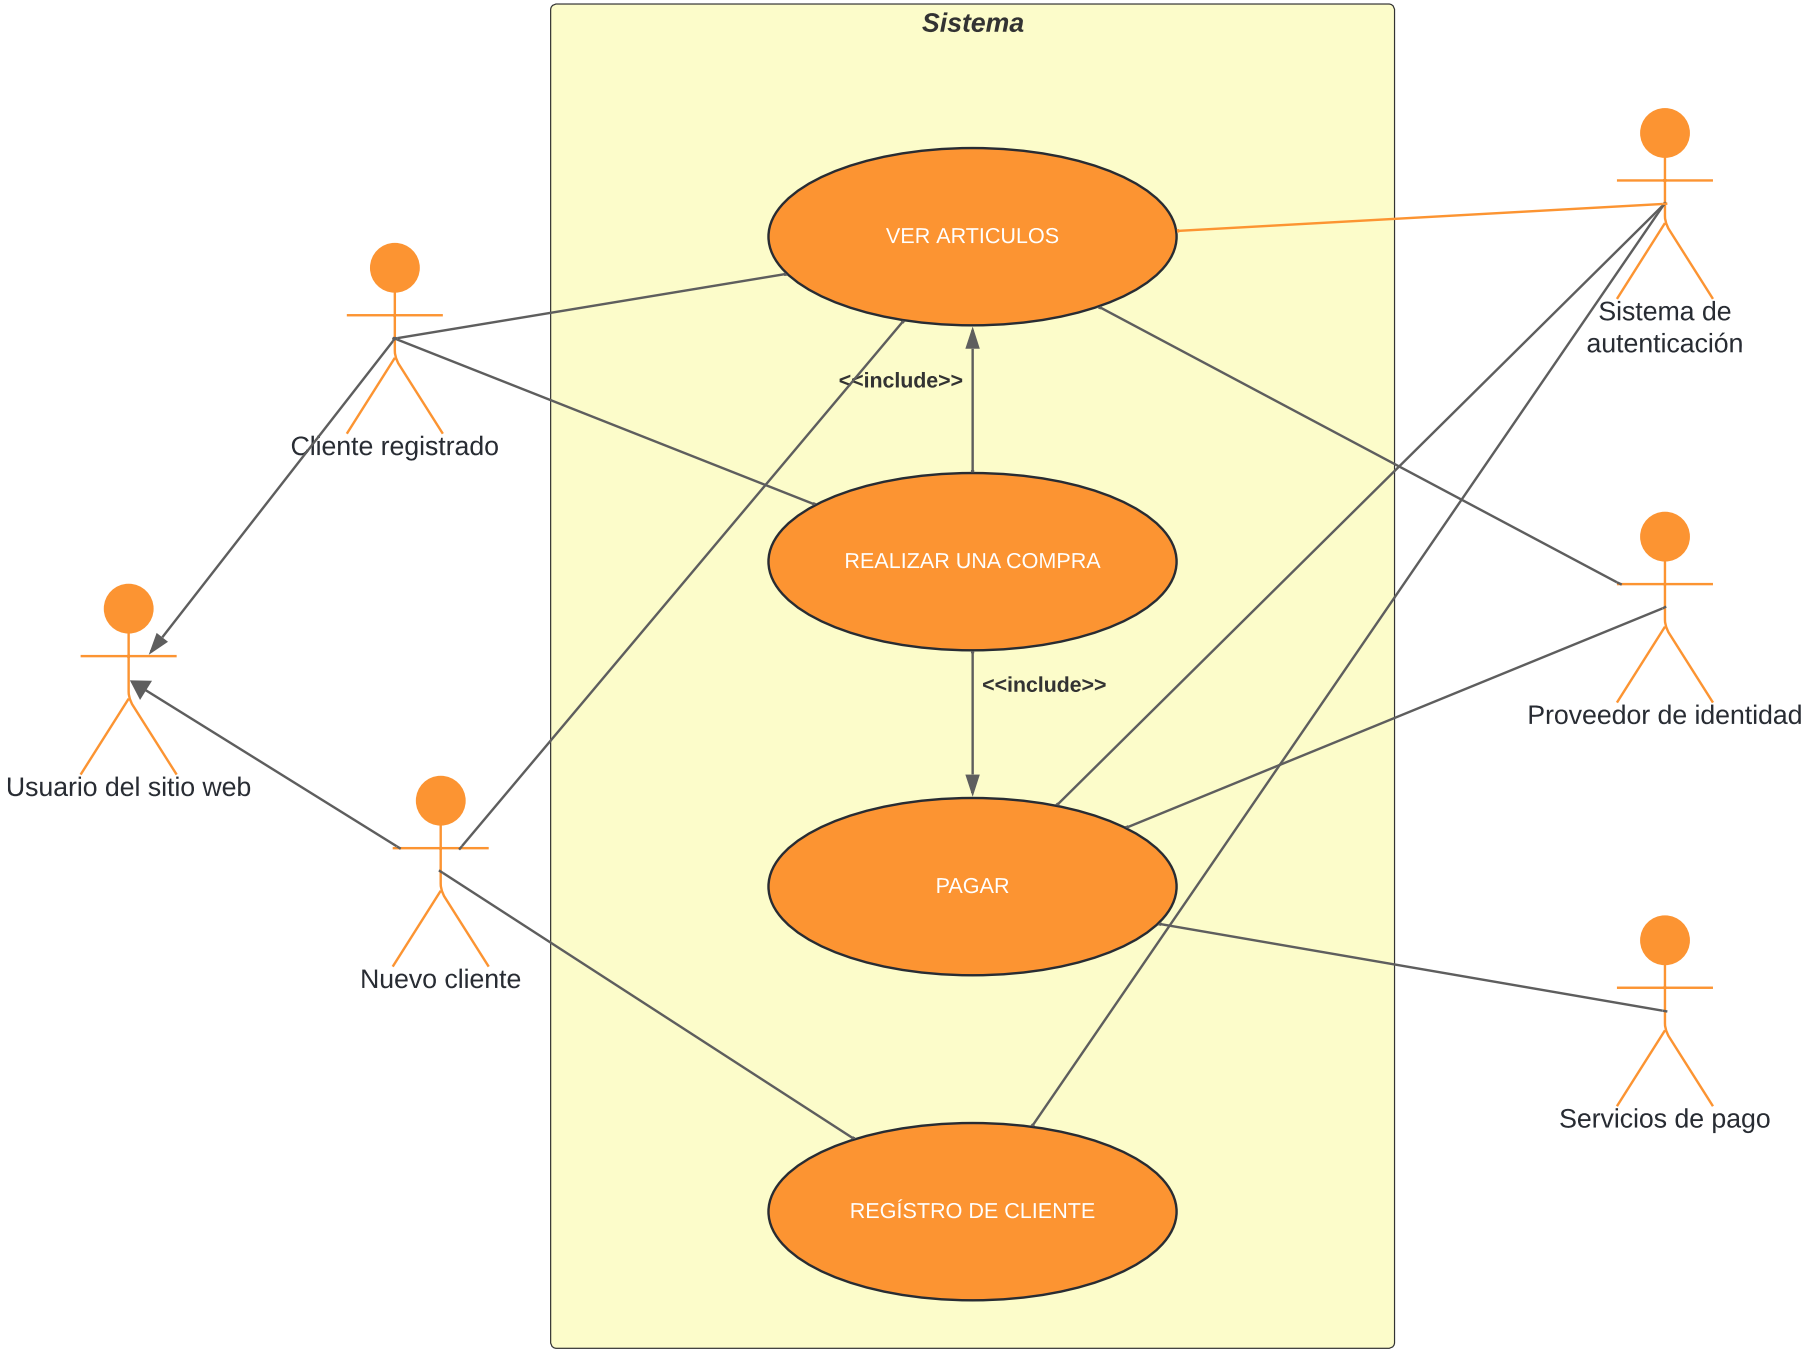 Sistema
VER ARTICULOS
Sistema de
autenticación
<<include>>
Cliente registrado
REALIZAR UNA COMPRA
<<include>>
Proveedor de identidad
Usuario del sitio web
PAGAR
Nuevo cliente
Servicios de pago
REGÍSTRO DE CLIENTE